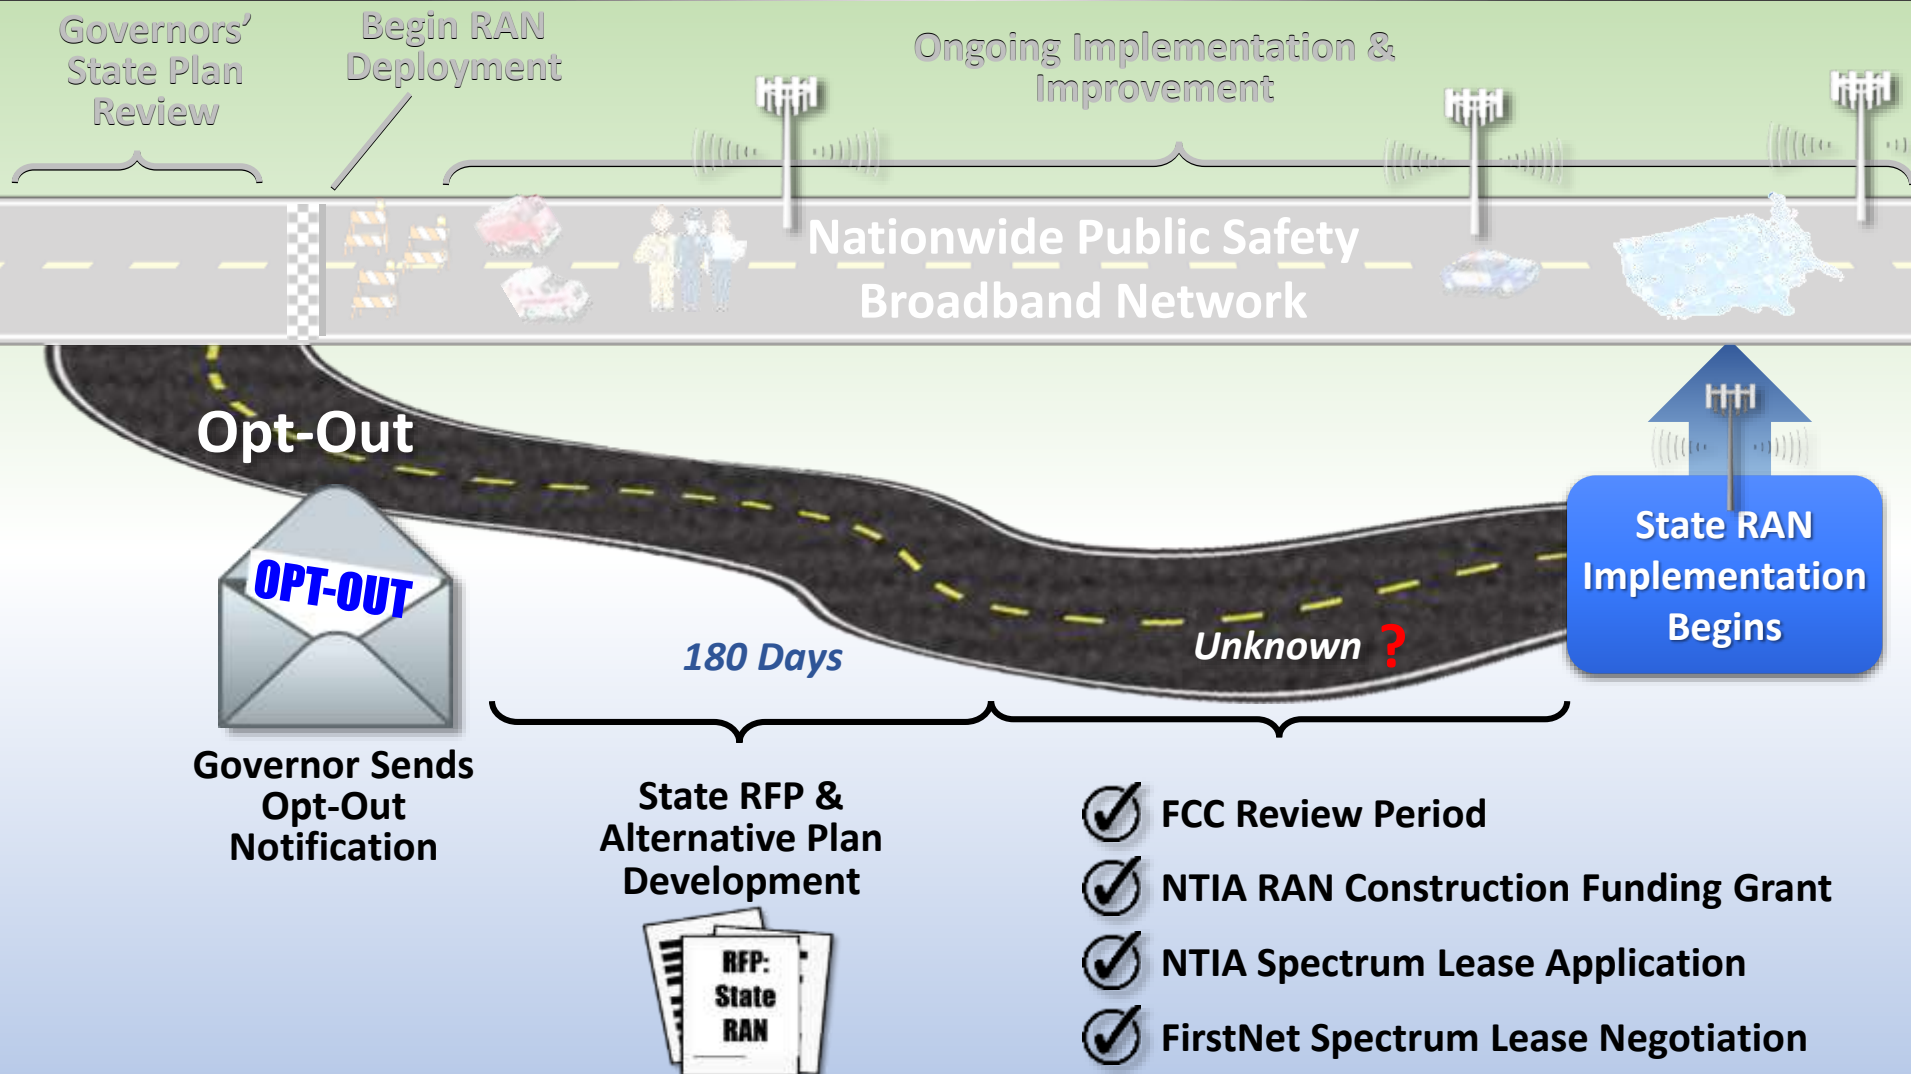 Governors’
State Plan
Review
Begin RAN
Deployment
Ongoing Implementation &
Improvement
Nationwide Public Safety
Broadband Network
Opt-Out
OPT-OUT
Governor Sends
Opt-Out
Notification
180 Days
State RFP &
Alternative Plan
Development
RFP:
State
RAN
Unknown ?
State RAN
Implementation
Begins
FCC Review Period
NTIA RAN Construction Funding Grant
NTIA Spectrum Lease Application
FirstNet Spectrum Lease Negotiation